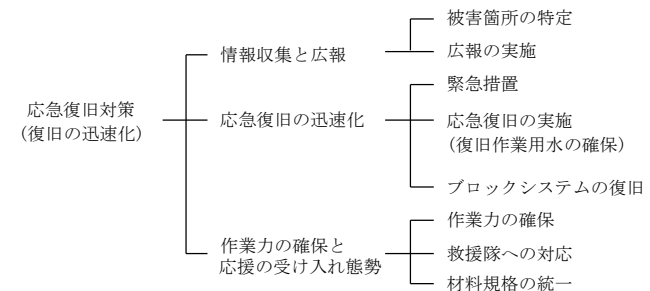 応急復旧対策
(復旧の迅速化)
情報収集と広報
被害箇所の特定
広報の実施
応急復旧の迅速化
緊急措置
応急復旧の実施
(復旧作業用水の確保)
ブロックシステムの復旧
作業力の確保と
応援の受け入れ態勢
作業力の確保
救援隊への対応
材料規格の統一